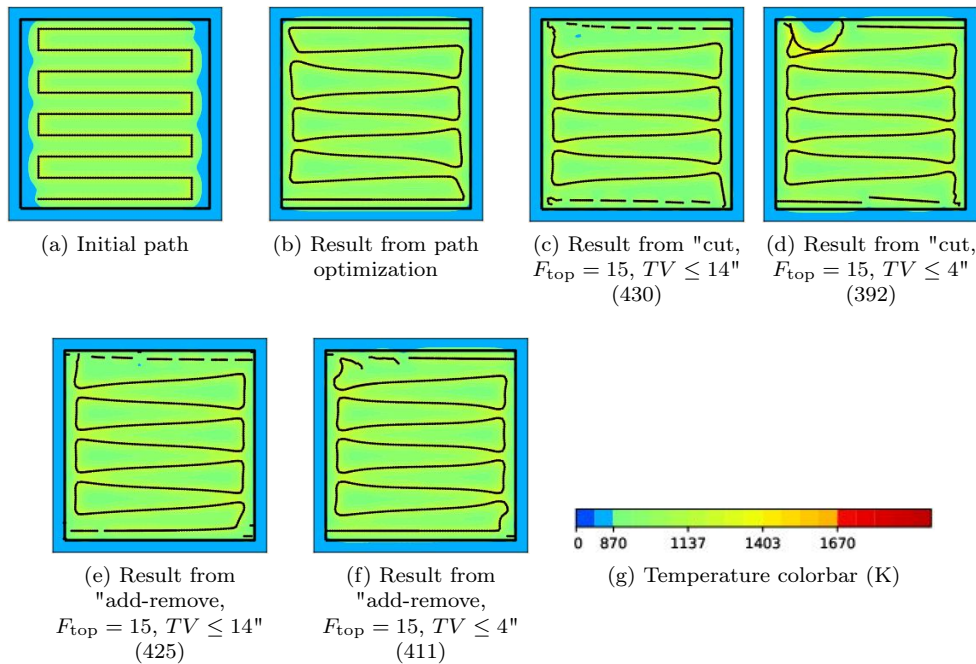 (a) Initial path
(b) Result from path
optimization
(c) Result from "cut,
F_top = 15, TV ≤ 14"
(430)
(d) Result from "cut,
F_top = 15, TV ≤ 4"
(392)
(e) Result from
"add-remove,
F_top = 15, TV ≤ 14"
(425)
(f) Result from
"add-remove,
F_top = 15, TV ≤ 4"
(411)
0 870 1137 1403 1670
(g) Temperature colorbar (K)